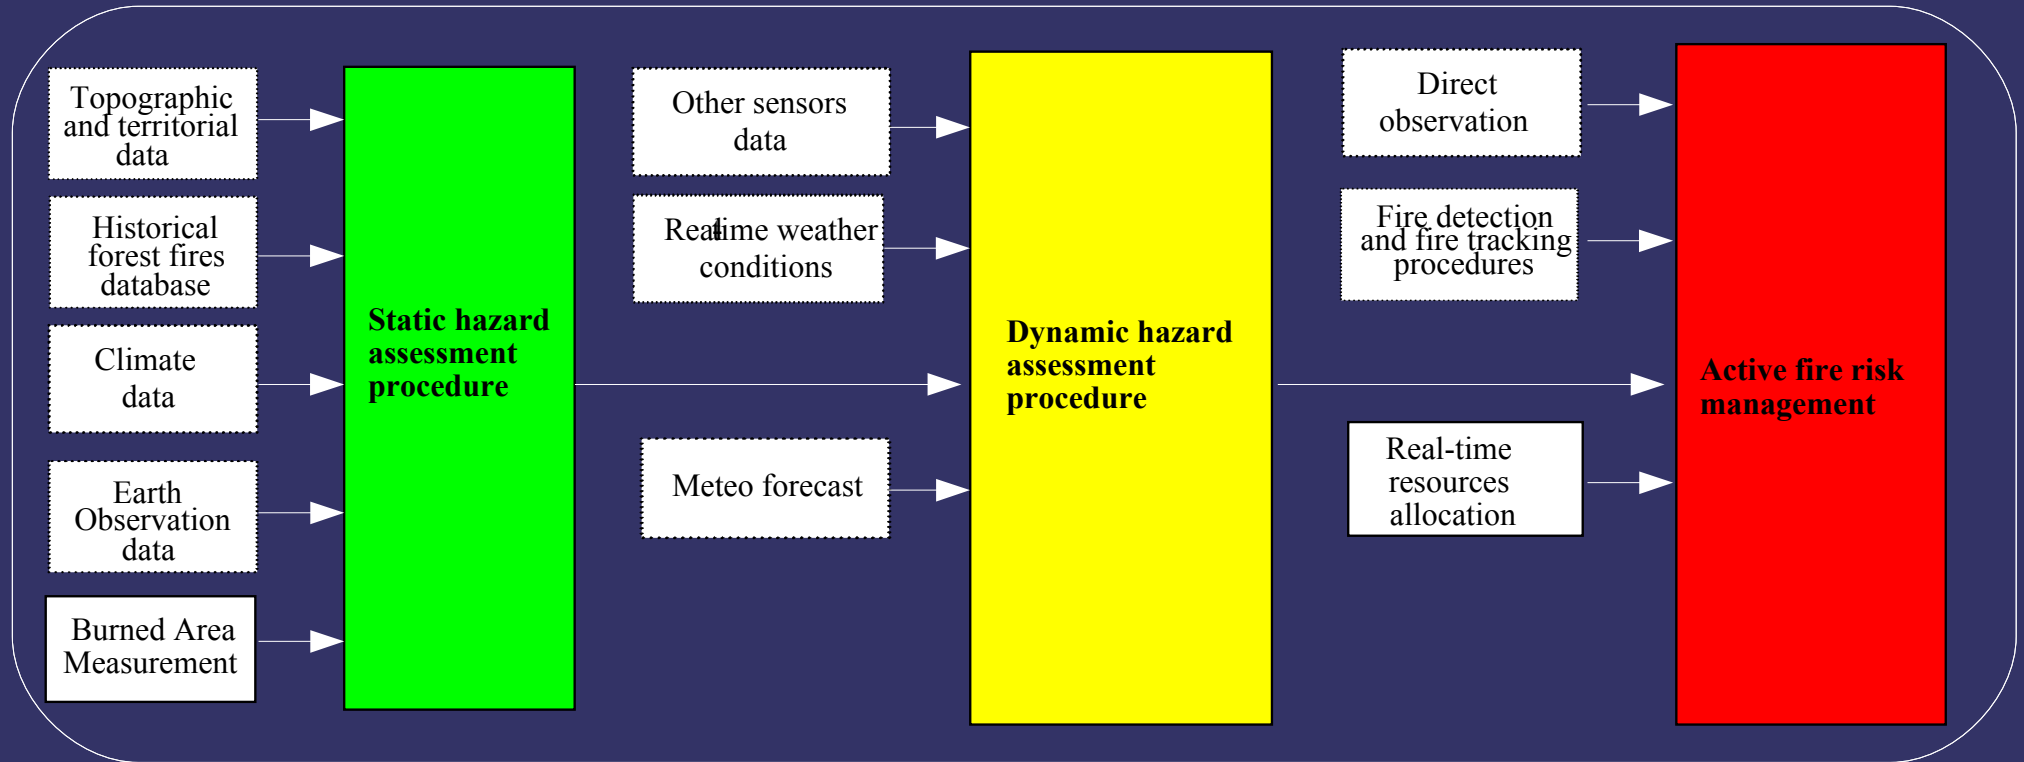 Topographic
and territorial
data
Historical
forest fires
database
Climate
data
Earth
Observation
data
Burned Area
Measurement
Static hazard
assessment
procedure
Other sensors
data
Real-time weather
conditions
Meteo forecast
Dynamic hazard
assessment
procedure
Direct
observation
Fire detection
and fire tracking
procedures
Real-time
resources
allocation
Active fire risk
management